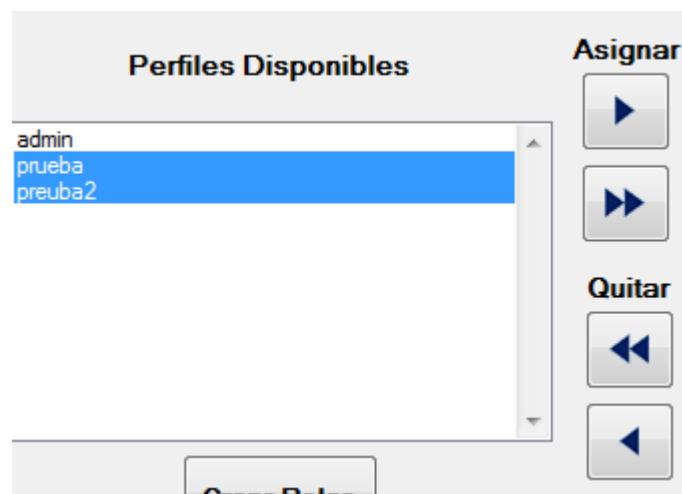 Perfiles Disponibles
Asignar
admin
prueba
preuba2
Quitar